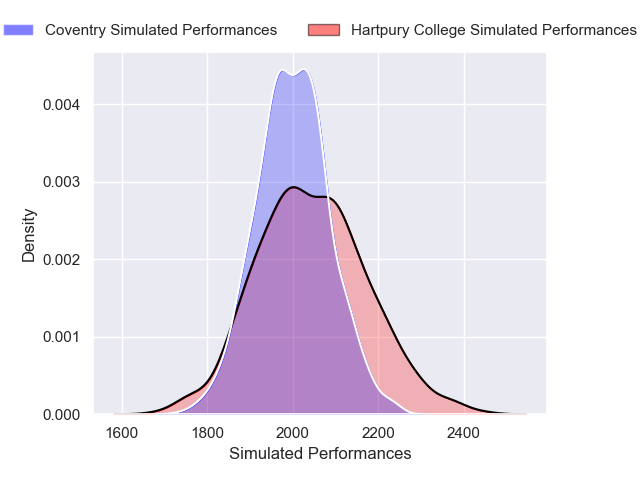 Coventry Simulated Performances
Hartpury College Simulated Performances
0.004
0.003
0.002
0.001
0.000
Density
1600
1800
2000
2200
2400
Simulated Performances